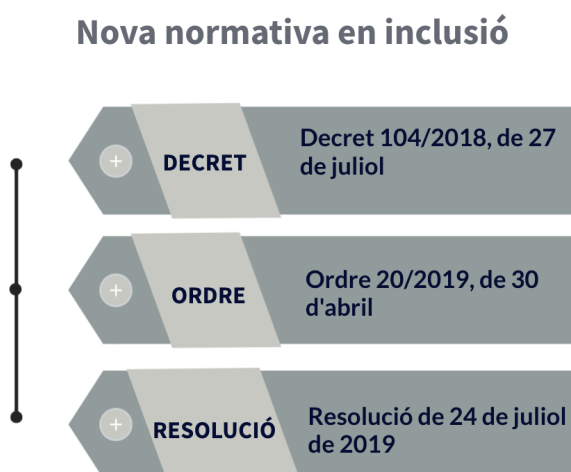 Nova normativa en inclusió
DECRET
Decret 104/2018, de 27
de juliol
ORDRE
Ordre 20/2019, de 30
d'abril
RESOLUCIÓ
Resolució de 24 de juliol
de 2019